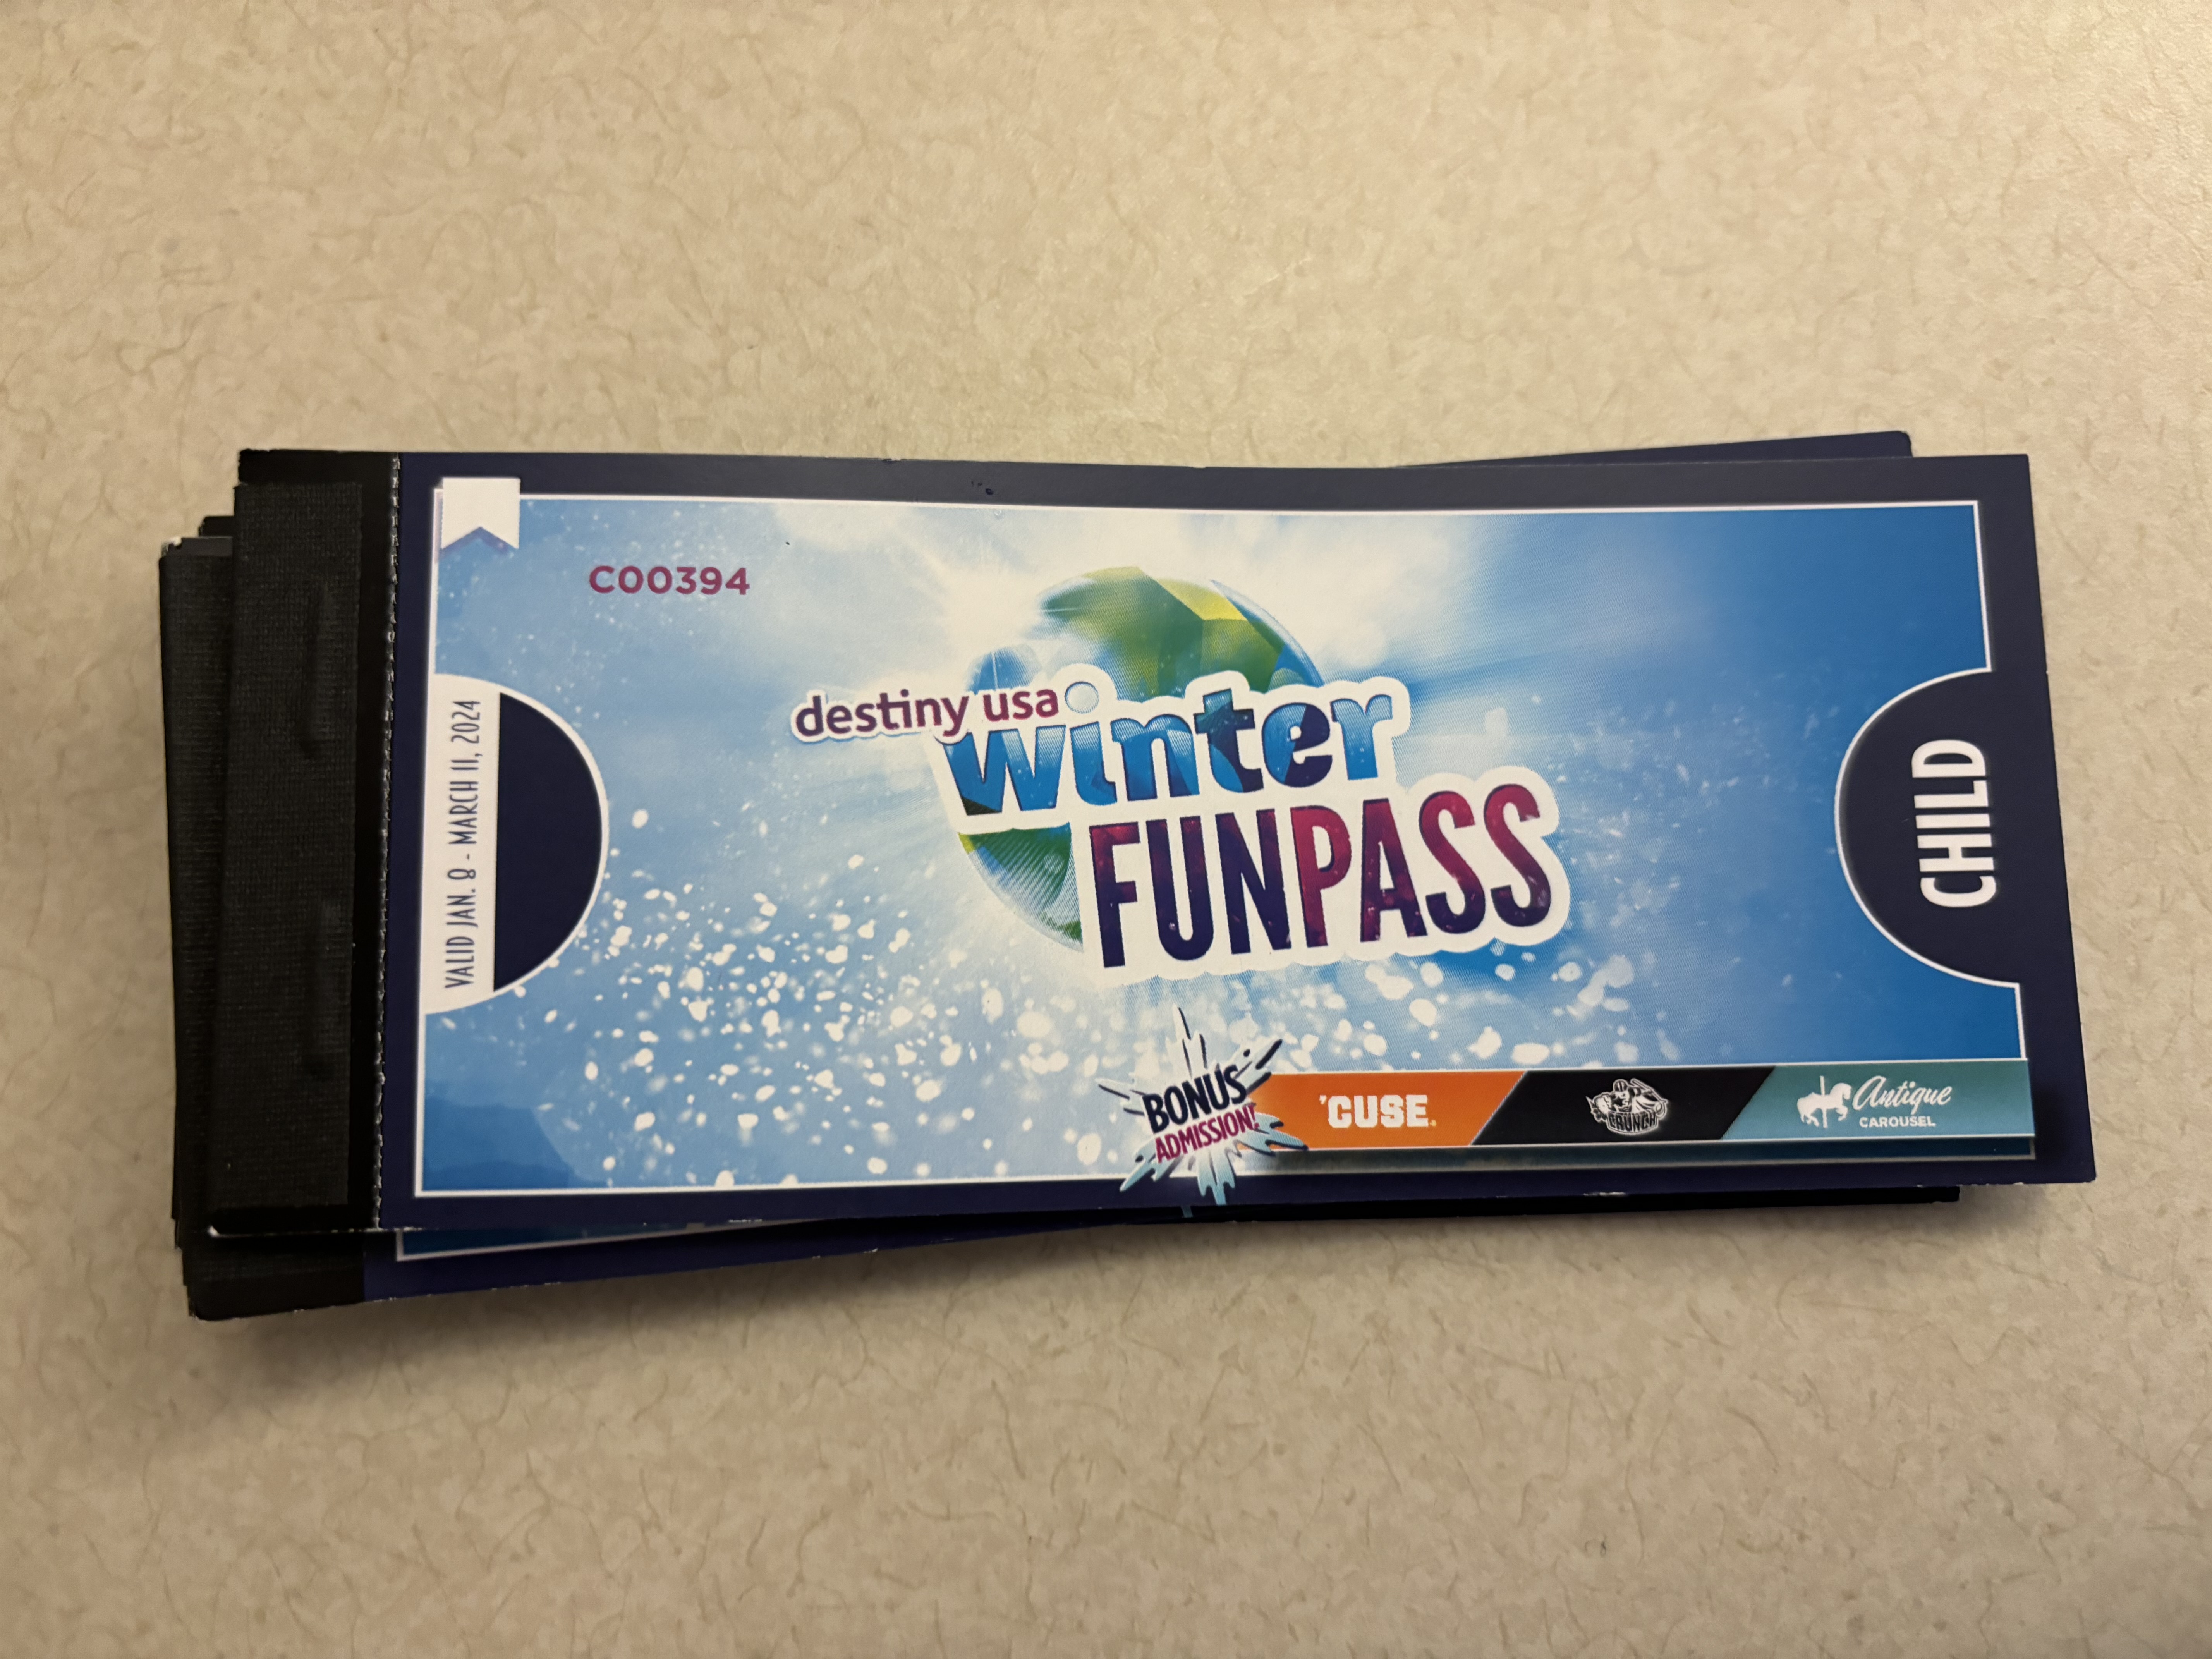 C00394
destiny usa
winter
FUNPASS
VALID JAN. 8 - MARCH 11, 2024
CHILD
BONUS
ADMISSION!
'CUSE.
CRUNCH
Antique
CAROUSEL